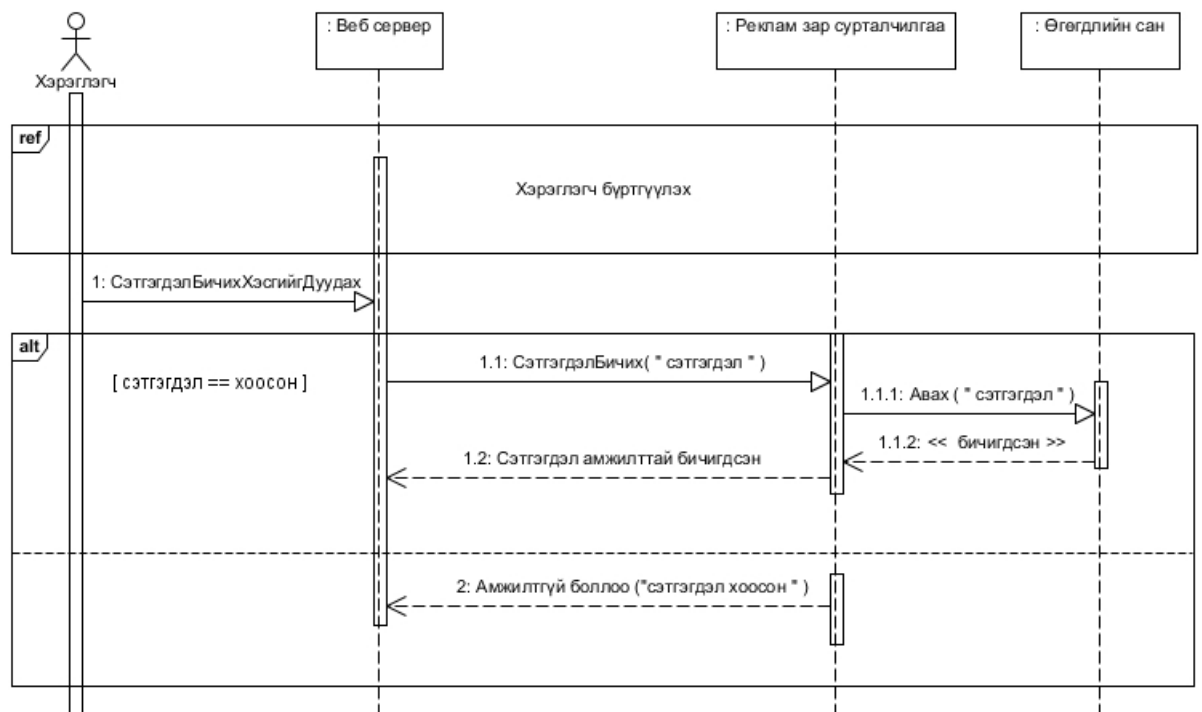 : Веб сервер
: Реклам зар сурталчилгаа
: Өгөгдлийн сан
Хэрэглэгч
ref
Хэрэглэгч бүртгүүлэх
1: СэтгэгдэлБичихХэсгийгДуудах
alt
[ сэтгэгдэл == хоосон ]
1.1: СэтгэгдэлБичих( " сэтгэгдэл " )
1.1.1: Авах ( " сэтгэгдэл " )
1.1.2: << бичигдсэн >>
1.2: Сэтгэгдэл амжилттай бичигдсэн
2: Амжилтгүй боллоо ("сэтгэгдэл хоосон " )